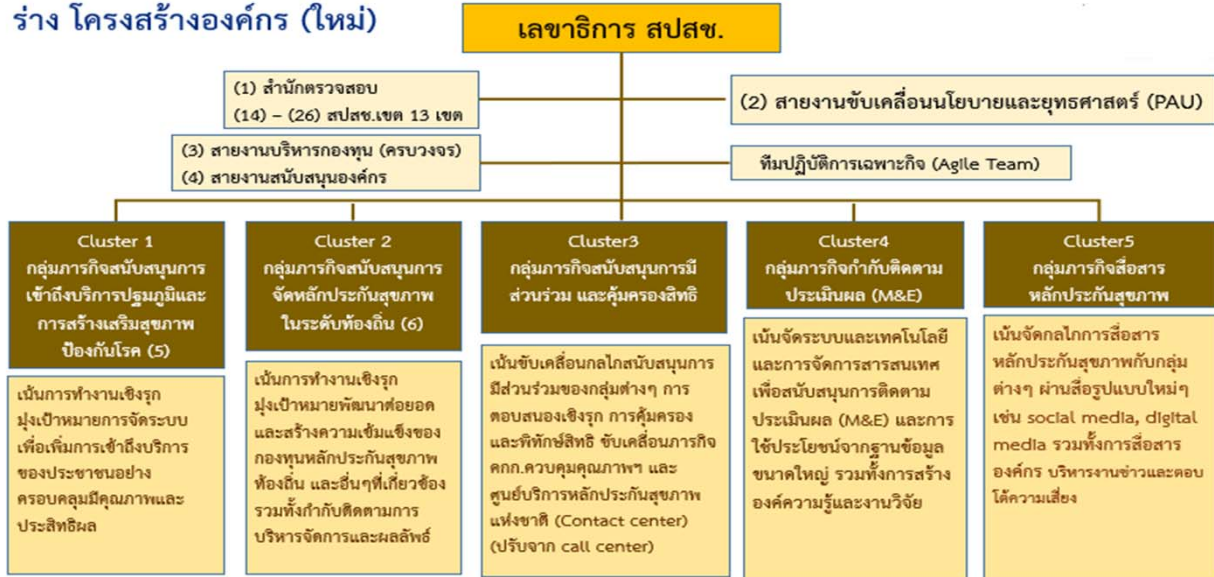 ร่าง โครงสร้างองค์กร (ใหม่)
เลขาธิการ สปสช.
(1) สำนักตรวจสอบ
(14) – (26) สปสช.เขต 13 เขต
(2) สายงานขับเคลื่อนนโยบายและยุทธศาสตร์ (PAU)
(3) สายงานบริหารกองทุน (ครบวงจร)
(4) สายงานสนับสนุนองค์กร
ทีมปฏิบัติการเฉพาะกิจ (Agile Team)
Cluster 1
กลุ่มภารกิจสนับสนุนการ
เข้าถึงบริการปฐมภูมิและ
การสร้างเสริมสุขภาพ
ป้องกันโรค (5)
เน้นการทำงานเชิงรุก
มุ่งเป้าหมายการจัดระบบ
เพื่อเพิ่มการเข้าถึงบริการ
ของประชาชนอย่าง
ครอบคลุมมีคุณภาพและ
ประสิทธิผล
Cluster 2
กลุ่มภารกิจสนับสนุนการ
จัดหลักประกันสุขภาพ
ในระดับท้องถิ่น (6)
เน้นการทำงานเชิงรุก
มุ่งเป้าหมายพัฒนาต่อยอด
และสร้างความเข้มแข็งของ
กองทุนหลักประกันสุขภาพ
ท้องถิ่น และอื่นๆที่เกี่ยวข้อง
รวมทั้งกำกับติดตามการ
บริหารจัดการและผลลัพธ์
Cluster3
กลุ่มภารกิจสนับสนุนการมี
ส่วนร่วม และคุ้มครองสิทธิ
เน้นขับเคลื่อนกลไกสนับสนุนการ
มีส่วนร่วมของกลุ่มต่างๆ การ
ตอบสนองเชิงรุก การคุ้มครอง
และพิทักษ์สิทธิ ขับเคลื่อนภารกิจ
คกก.ควบคุมคุณภาพฯ และ
ศูนย์บริการหลักประกันสุขภาพ
แห่งชาติ (Contact center)
(ปรับจาก call center)
Cluster4
กลุ่มภารกิจกำกับติดตาม
ประเมินผล (M&E)
เน้นจัดระบบและเทคโนโลยี
และการจัดการสารสนเทศ
เพื่อสนับสนุนการติดตาม
ประเมินผล (M&E) และการ
ใช้ประโยชน์จากฐานข้อมูล
ขนาดใหญ่ รวมทั้งการสร้าง
องค์ความรู้และงานวิจัย
Cluster5
กลุ่มภารกิจสื่อสาร
หลักประกันสุขภาพ
เน้นจัดกลไกการสื่อสาร
หลักประกันสุขภาพกับกลุ่ม
ต่างๆ ผ่านสื่อรูปแบบใหม่ๆ
เช่น social media, digital
media รวมทั้งการสื่อสาร
องค์กร บริหารงานข่าวและตอบ
โต้ความเสี่ยง